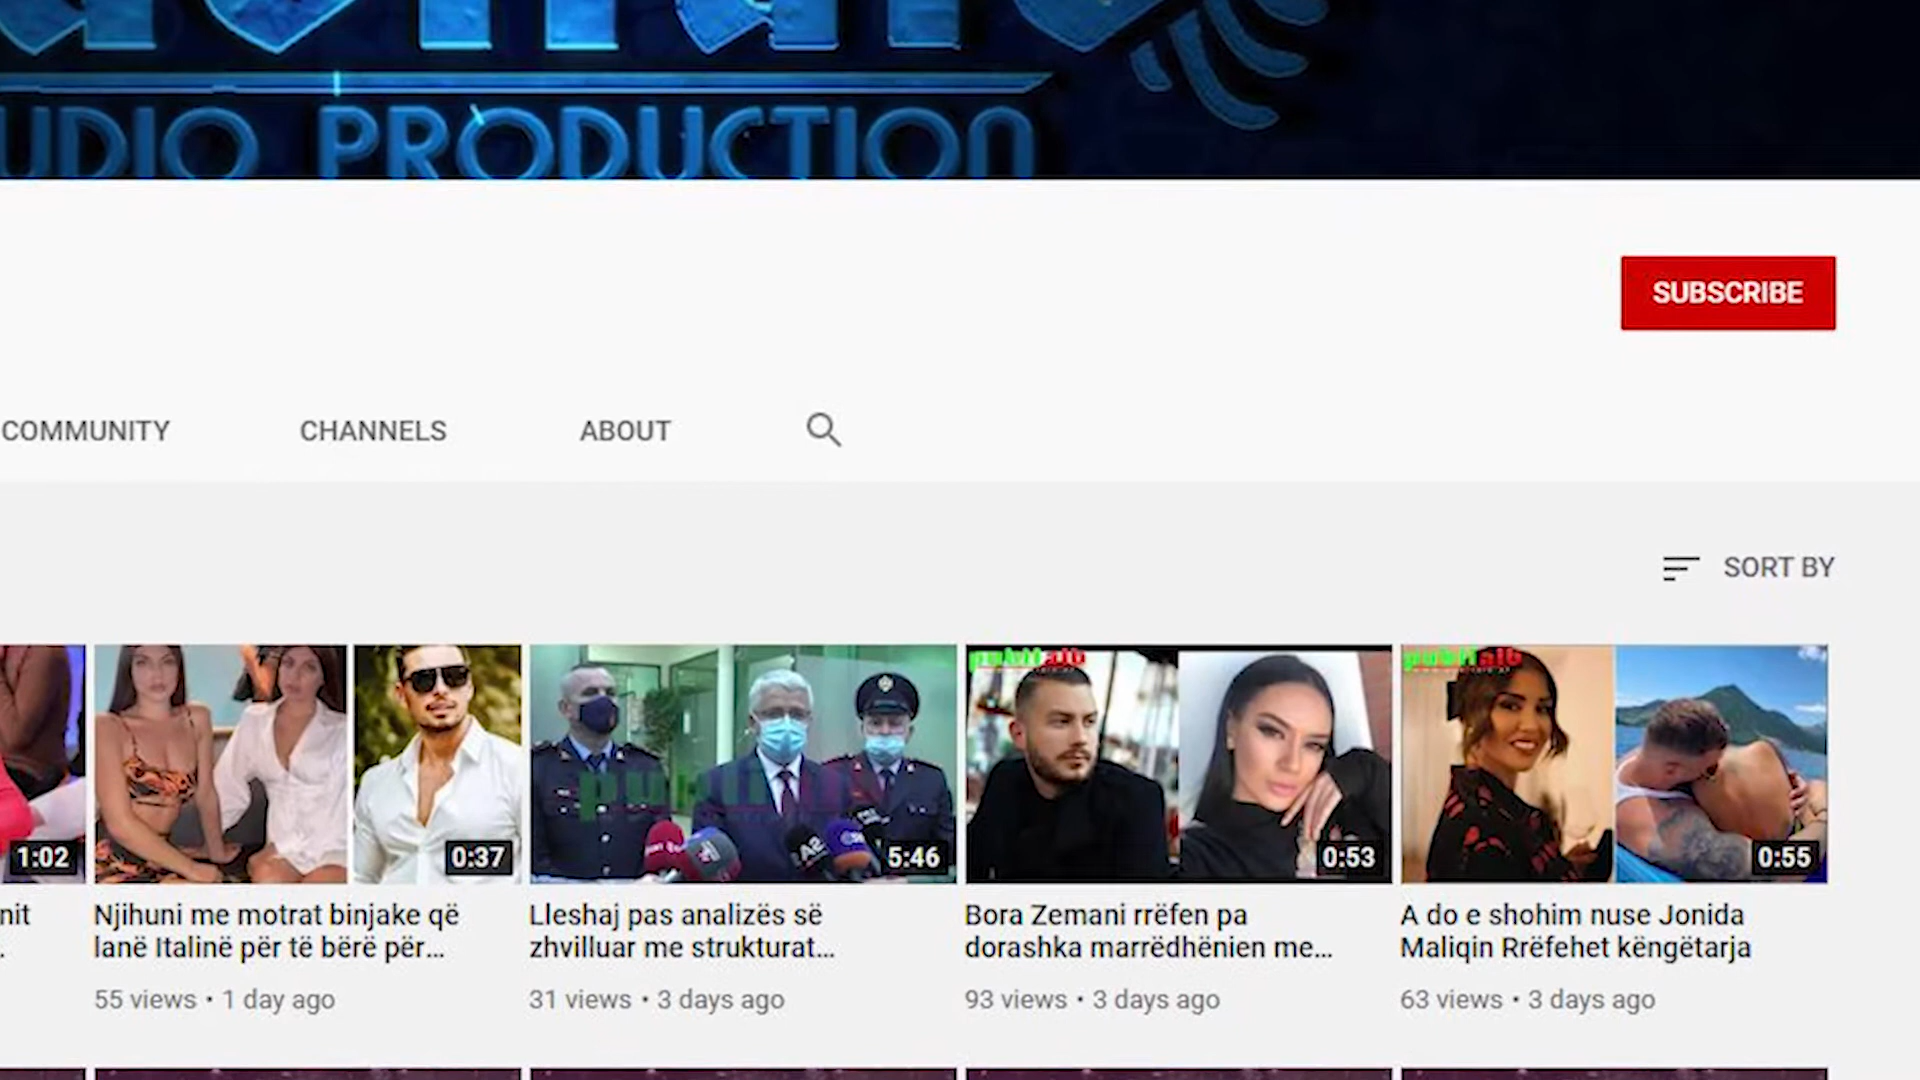 UDIO PRODUCTION
SUBSCRIBE
COMMUNITY
CHANNELS
ABOUT
SORT BY
1:02
0:37
5:46
publialb
0:53
publialb
0:55
nit
.
Njihuni me motrat binjake që
lanë Italinë për të bërë për...
55 views • 1 day ago
Lleshaj pas analizës së
zhvilluar me strukturat...
31 views • 3 days ago
Bora Zemani rrëfen pa
dorashka marrëdhënien me...
93 views • 3 days ago
A do e shohim nuse Jonida
Maliqin Rrëfehet këngëtarja
63 views • 3 days ago